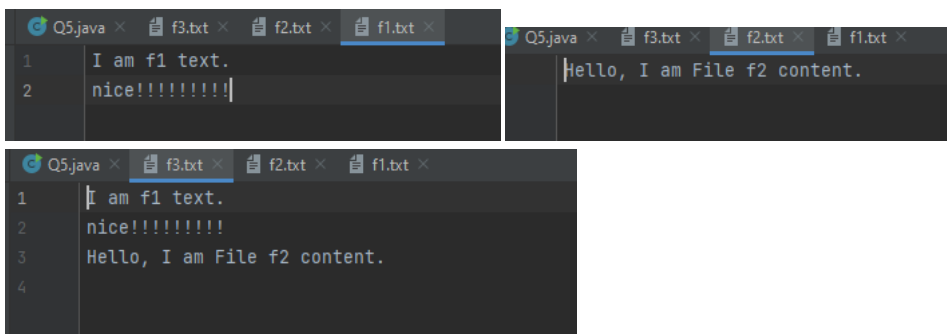 Q5.java f3.txt f2.txt f1.txt
1 I am f1 text.
2 nice!!!!!!!!!
Q5.java f3.txt f2.txt f1.txt
Hello, I am File f2 content.
Q5.java f3.txt f2.txt f1.txt
1 I am f1 text.
2 nice!!!!!!!!!
3 Hello, I am File f2 content.
4